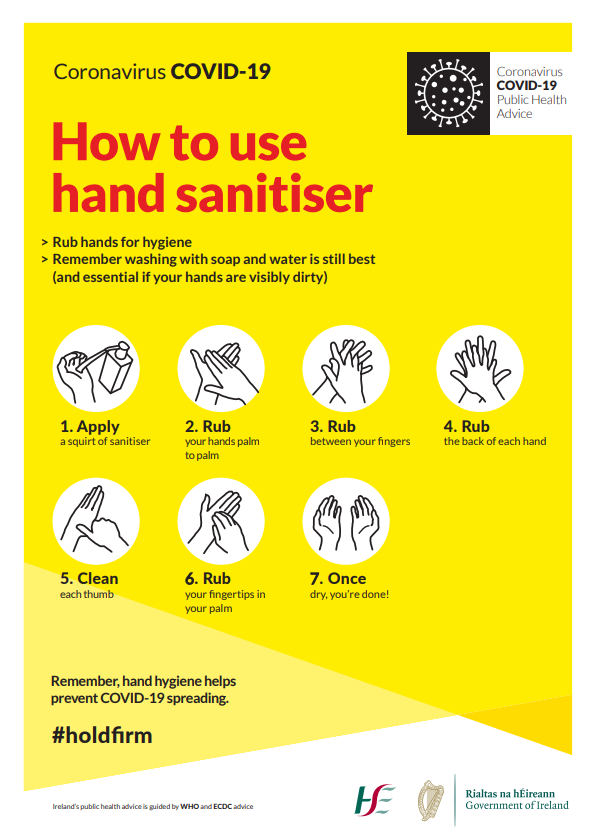 Coronavirus COVID-19
Coronavirus
COVID-19
Public Health
Advice
How to use
hand sanitiser
> Rub hands for hygiene
> Remember washing with soap and water is still best
(and essential if your hands are visibly dirty)
1. Apply
a squirt of sanitiser
2. Rub
your hands palm
to palm
3. Rub
between your fingers
4. Rub
the back of each hand
5. Clean
each thumb
6. Rub
your fingertips in
your palm
7. Once
dry, you're done!
Remember, hand hygiene helps
prevent COVID-19 spreading.
#holdfirm
Ireland's public health advice is guided by WHO and ECDC advice
HSE
Rialtas na hÉireann
Government of Ireland